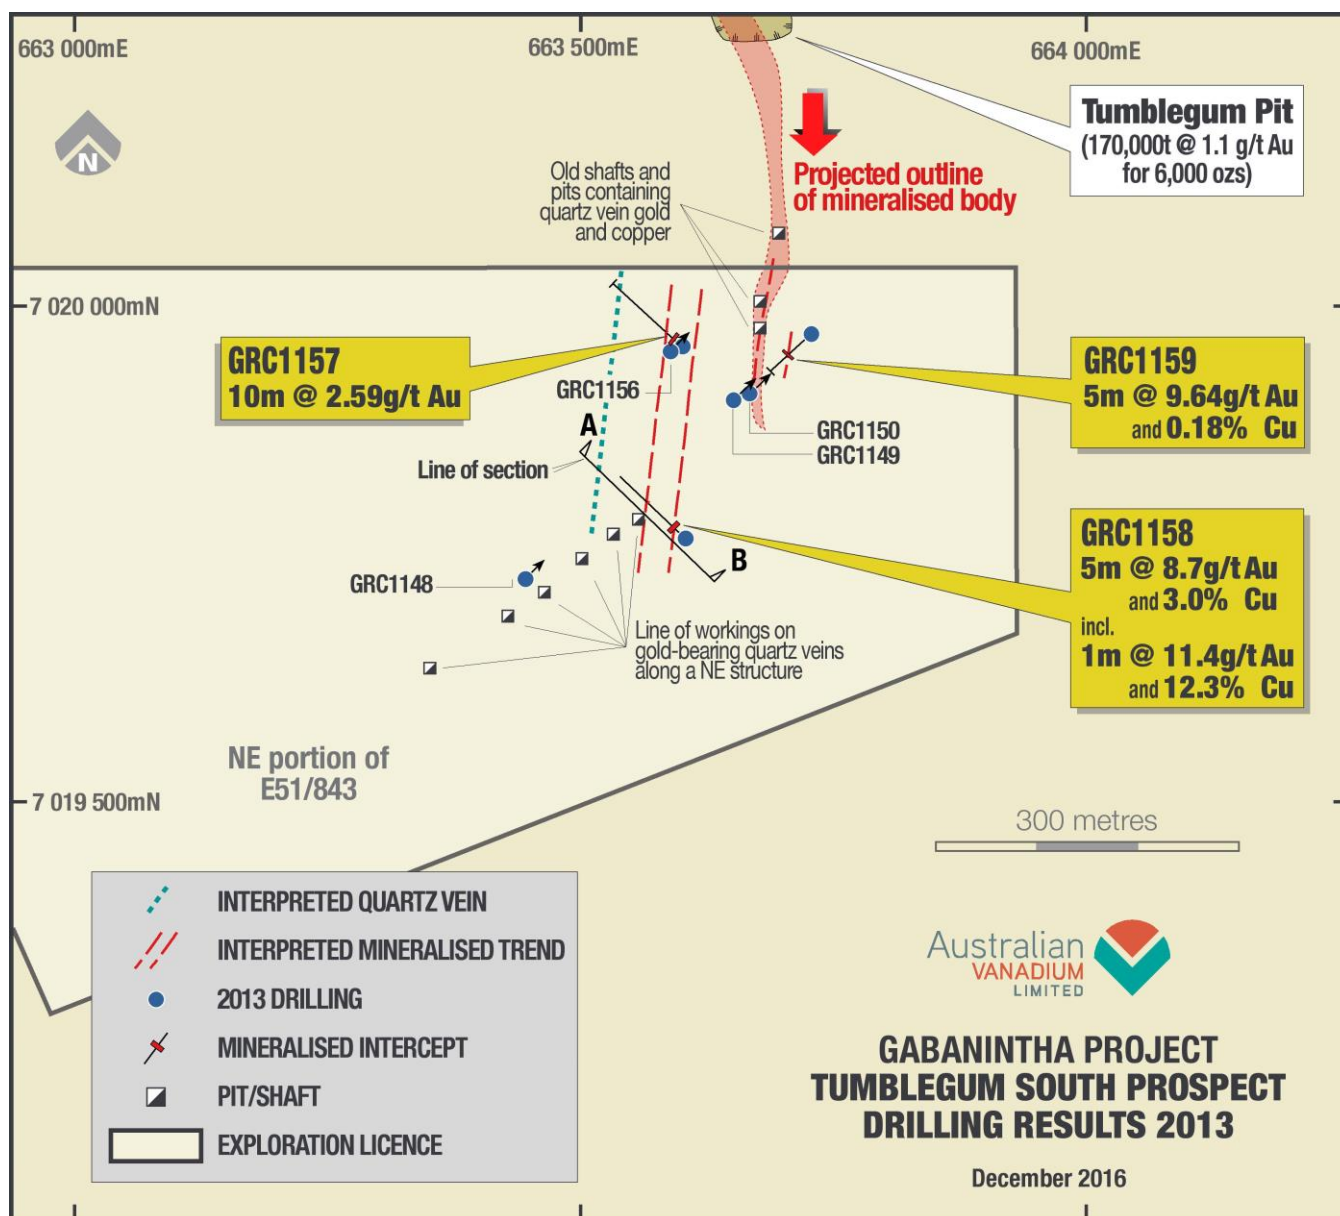 663 000mE
663 500mE
664 000mE
Tumblegum Pit
(170,000t @ 1.1 g/t Au
for 6,000 ozs)
N
Old shafts and
pits containing
quartz vein gold
and copper
Projected outline
of mineralised body
7 020 000mN
GRC1157
10m @ 2.59g/t Au
GRC1156
GRC1159
5m @ 9.64g/t Au
and 0.18% Cu
GRC1150
GRC1149
A
Line of section
B
GRC1158
5m @ 8.7g/t Au
and 3.0% Cu
incl.
1m @ 11.4g/t Au
and 12.3% Cu
GRC1148
Line of workings on
gold-bearing quartz veins
along a NE structure
NE portion of
E51/843
7 019 500mN
300 metres
INTERPRETED QUARTZ VEIN
INTERPRETED MINERALISED TREND
2013 DRILLING
MINERALISED INTERCEPT
PIT/SHAFT
EXPLORATION LICENCE
Australian
VANADIUM
LIMITED
GABANINTHA PROJECT
TUMBLEGUM SOUTH PROSPECT
DRILLING RESULTS 2013
December 2016